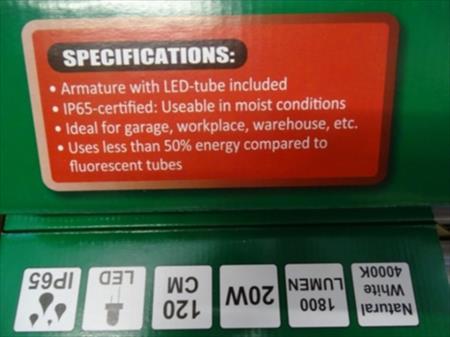 SPECIFICATIONS:
• Armature with LED-tube included
• IP65-certified: Useable in moist conditions
• Ideal for garage, workplace, warehouse, etc.
• Uses less than 50% energy compared to
fluorescent tubes
Natural
White
4000K
1800
LUMEN
20W
120
CM
LED
IP65